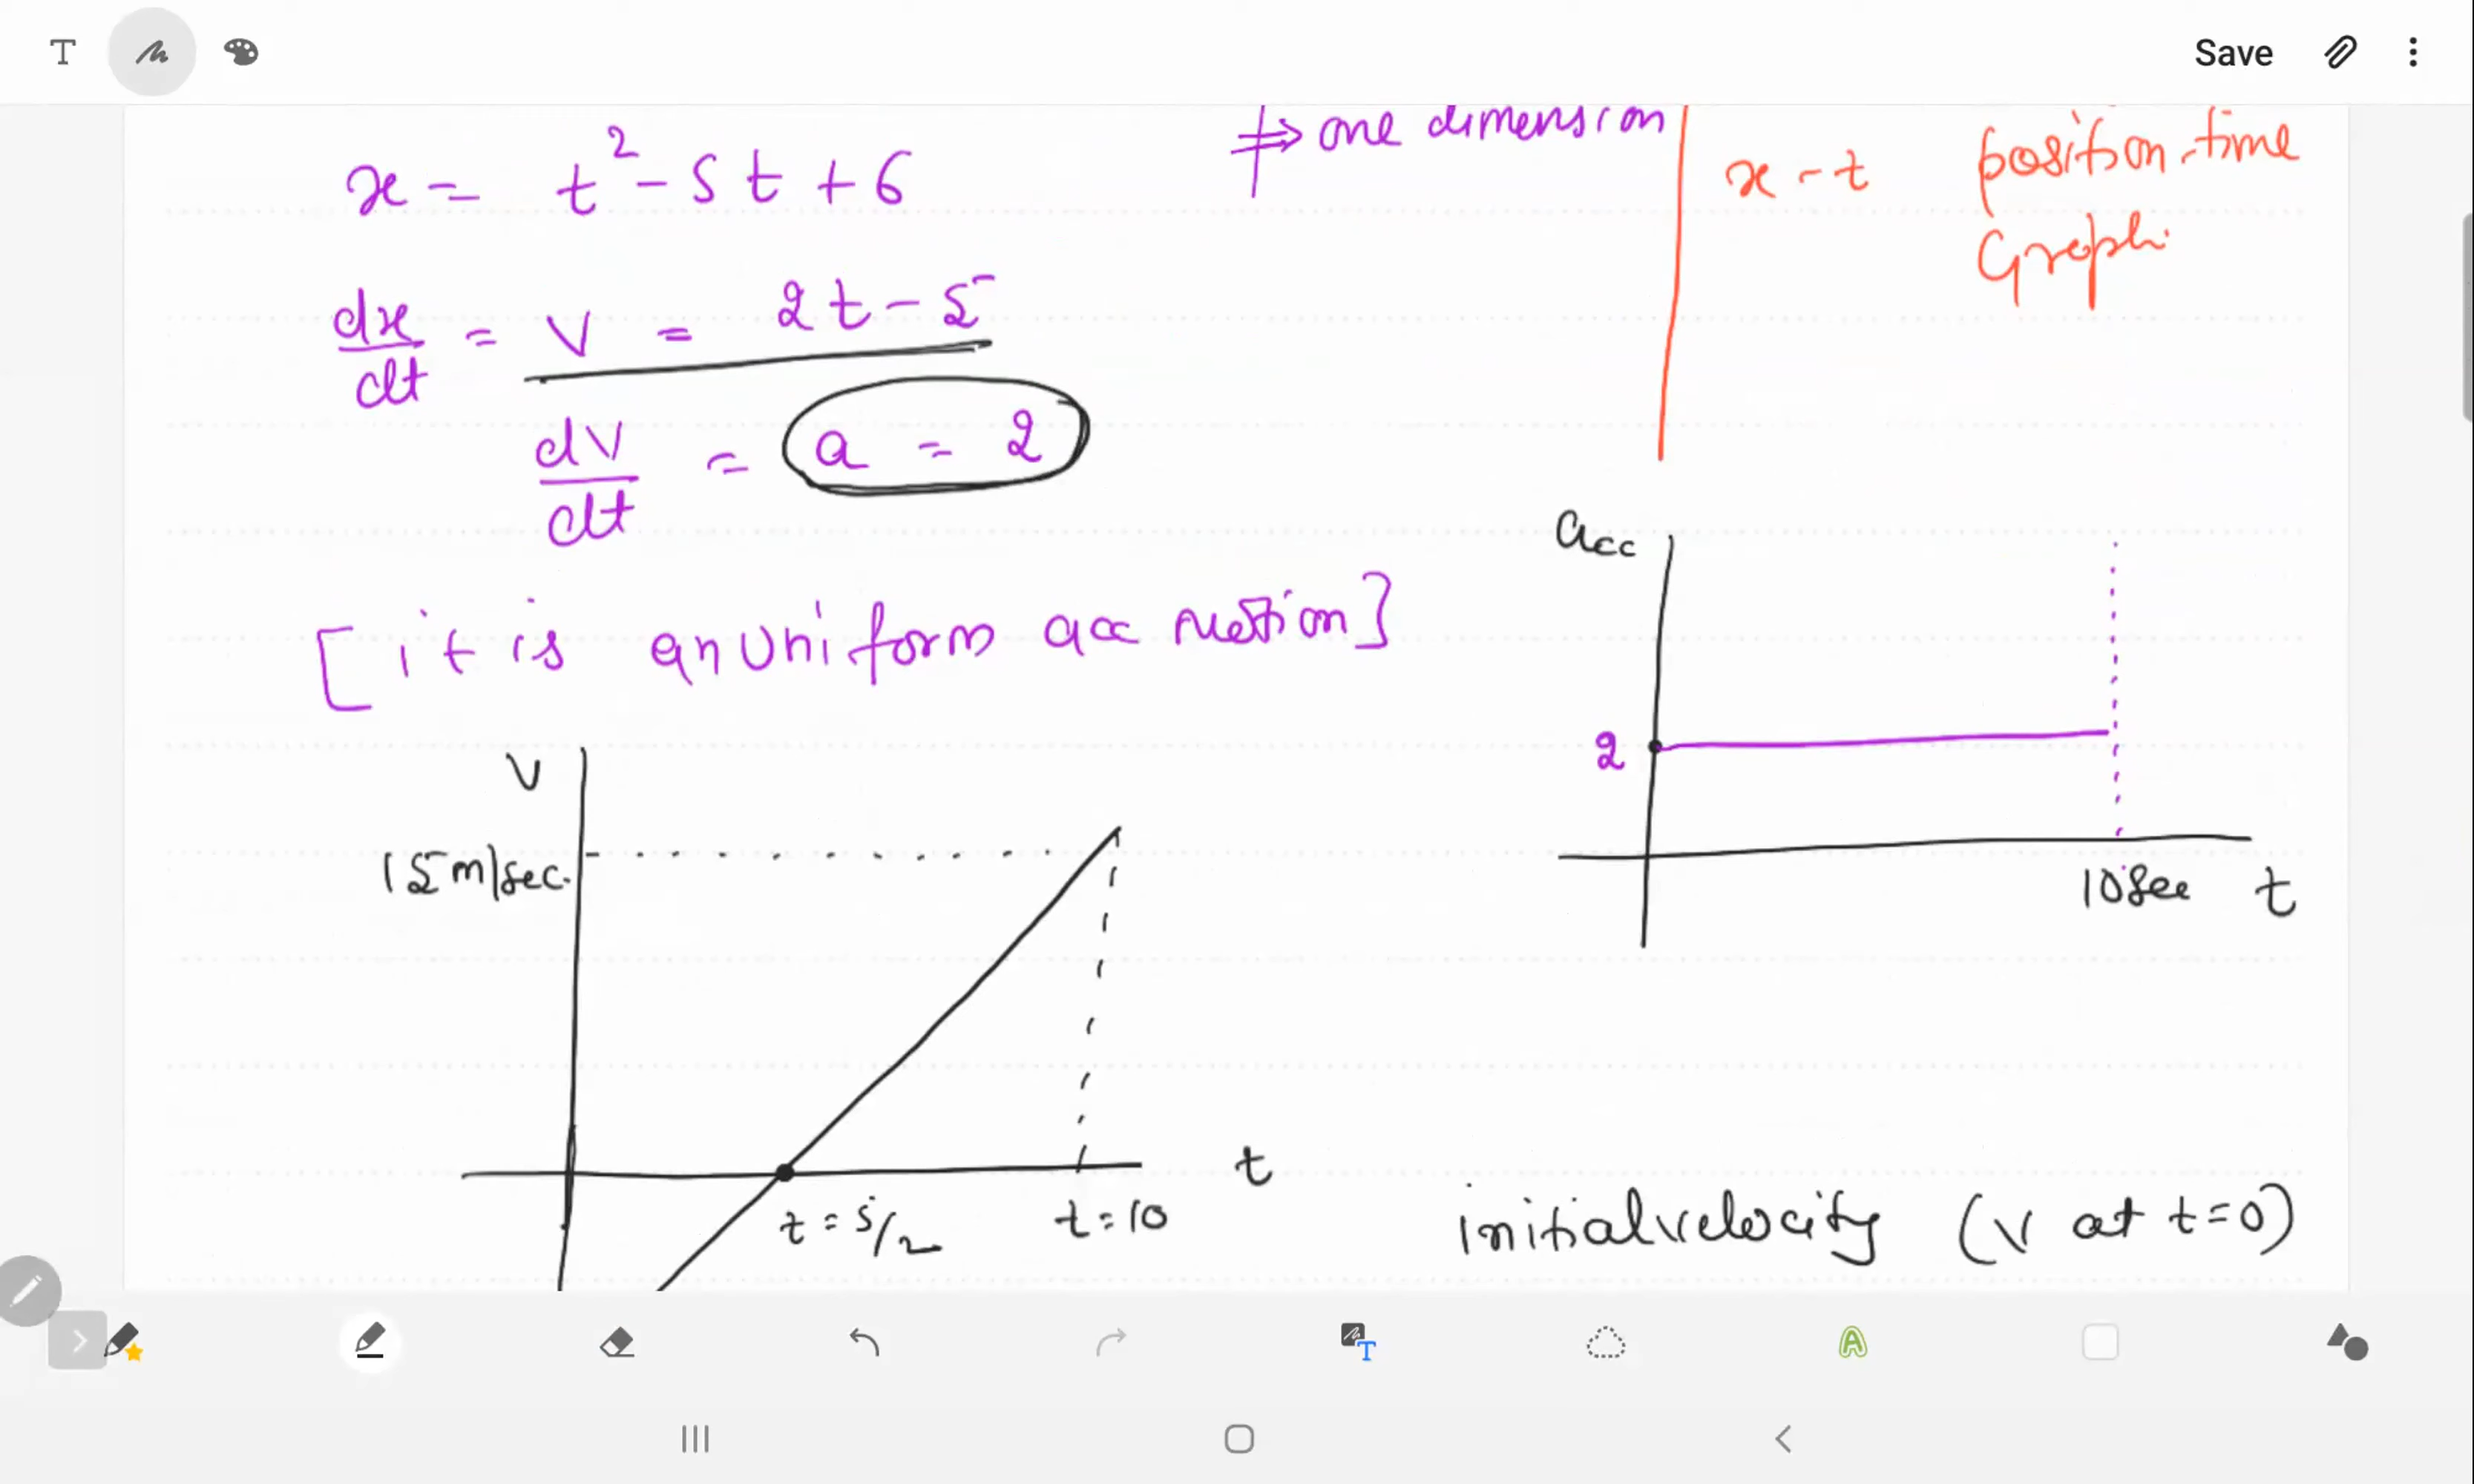 Save
x = t² - 5t + 6
⇒ one dimension
x - t position-time
Graph
dx/dt = v = 2t - 5
dv/dt = a = 2
[it is an uniform acc motion]
acc
2
10 sec t
v
15 m/sec.
t
t = 5/2
t = 10
initial velocity (v at t=0)